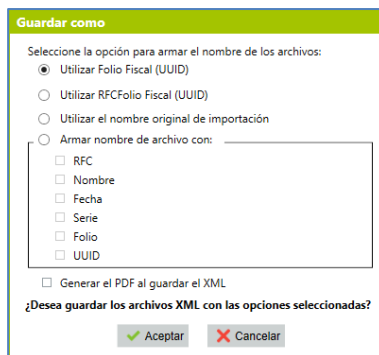 Guardar como
Seleccione la opción para armar el nombre de los archivos:
Utilizar Folio Fiscal (UUID)
Utilizar RFCFolio Fiscal (UUID)
Utilizar el nombre original de importación
Armar nombre de archivo con:
RFC
Nombre
Fecha
Serie
Folio
UUID
Generar el PDF al guardar el XML
¿Desea guardar los archivos XML con las opciones seleccionadas?
Aceptar Cancelar